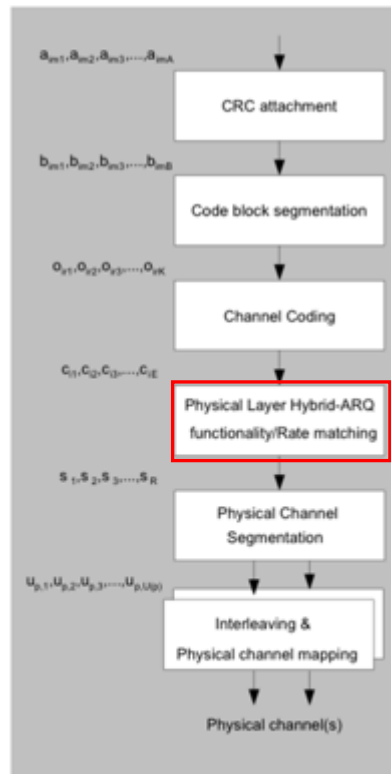 a_im1,a_im2,a_im3,...,a_imA
CRC attachment
b_im1,b_im2,b_im3,...,b_imB
Code block segmentation
o_ir1,o_ir2,o_ir3,...,o_irK
Channel Coding
c_i1,c_i2,c_i3,...,c_iE
Physical Layer Hybrid-ARQ
functionality/Rate matching
s_1,s_2,s_3,...,s_R
Physical Channel
Segmentation
u_p,1,u_p,2,u_p,3,...,u_p,U(p)
Interleaving &
Physical channel mapping
Physical channel(s)